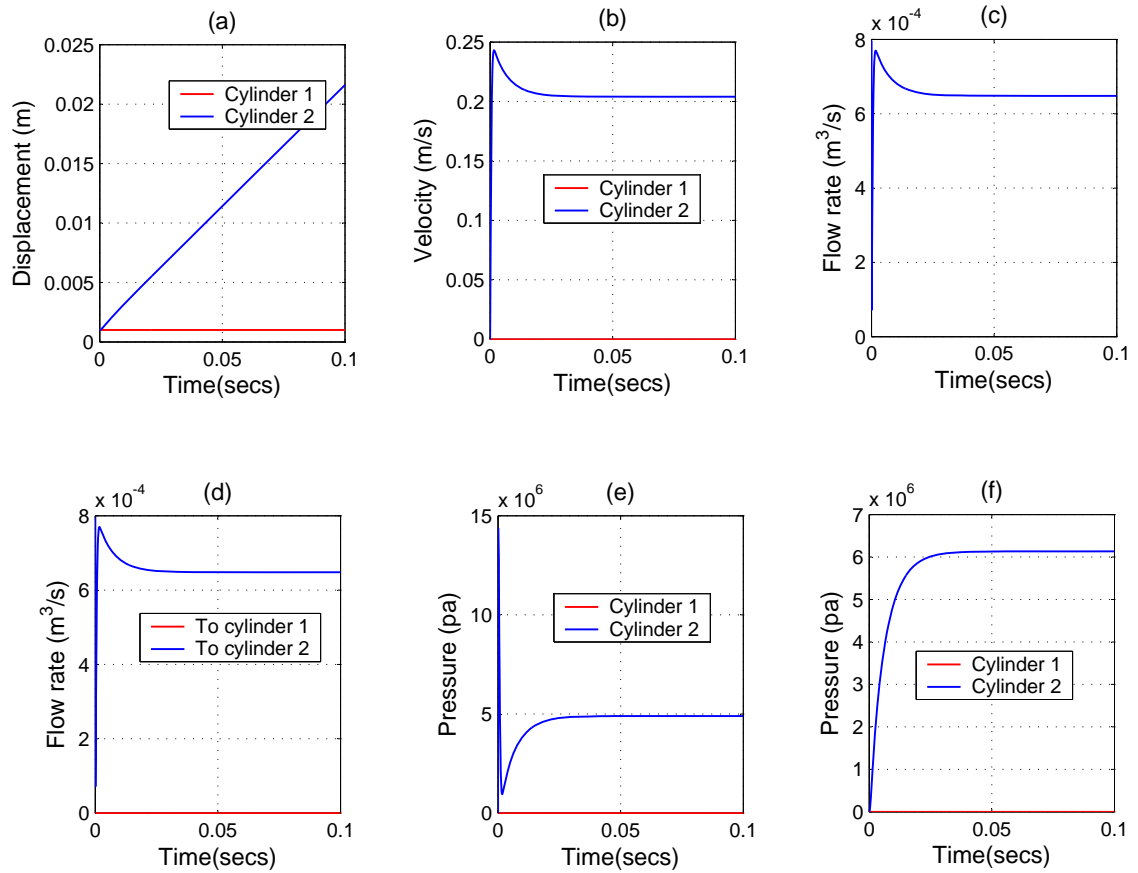 (a)
0.025
0.02
0.015
0.01
0.005
0
Displacement (m)
Cylinder 1
Cylinder 2
0
0.05
0.1
Time(secs)
(b)
0.25
0.2
0.15
0.1
0.05
0
Velocity (m/s)
Cylinder 1
Cylinder 2
0
0.05
0.1
Time(secs)
(c)
x 10⁻⁴
8
6
4
2
0
Flow rate (m³/s)
0
0.05
0.1
Time(secs)
(d)
x 10⁻⁴
8
6
4
2
0
Flow rate (m³/s)
To cylinder 1
To cylinder 2
0
0.05
0.1
Time(secs)
(e)
x 10⁶
15
10
5
0
Pressure (pa)
Cylinder 1
Cylinder 2
0
0.05
0.1
Time(secs)
(f)
x 10⁶
7
6
5
4
3
2
1
0
Pressure (pa)
Cylinder 1
Cylinder 2
0
0.05
0.1
Time(secs)